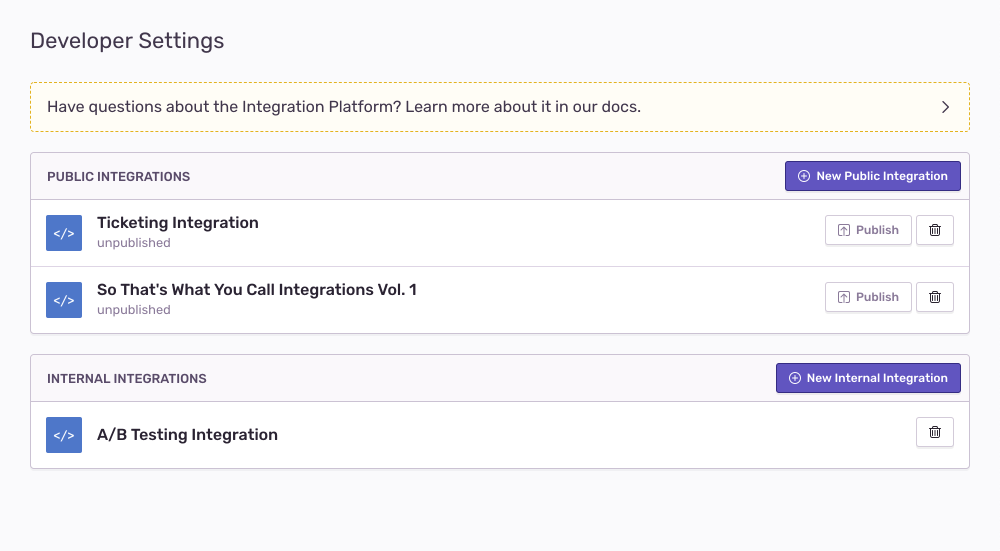 Developer Settings
Have questions about the Integration Platform? Learn more about it in our docs.
PUBLIC INTEGRATIONS
New Public Integration
</>
Ticketing Integration
unpublished
Publish
</>
So That's What You Call Integrations Vol. 1
unpublished
Publish
INTERNAL INTEGRATIONS
New Internal Integration
</>
A/B Testing Integration